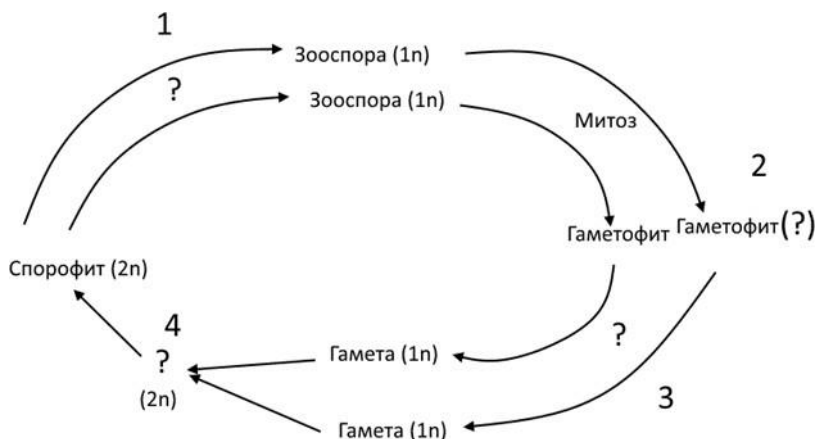 1
Зооспора (1n)
?
Зооспора (1n)
Митоз
2
Гаметофит
Гаметофит(?)
Спорофит (2n)
4
?
(2n)
Гамета (1n)
?
3
Гамета (1n)